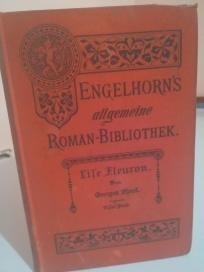 ENGELHORN'S
allgemeine
ROMAN-BIBLIOTHEK.
Lise Fleuron.
Von
Georges Ohnet.